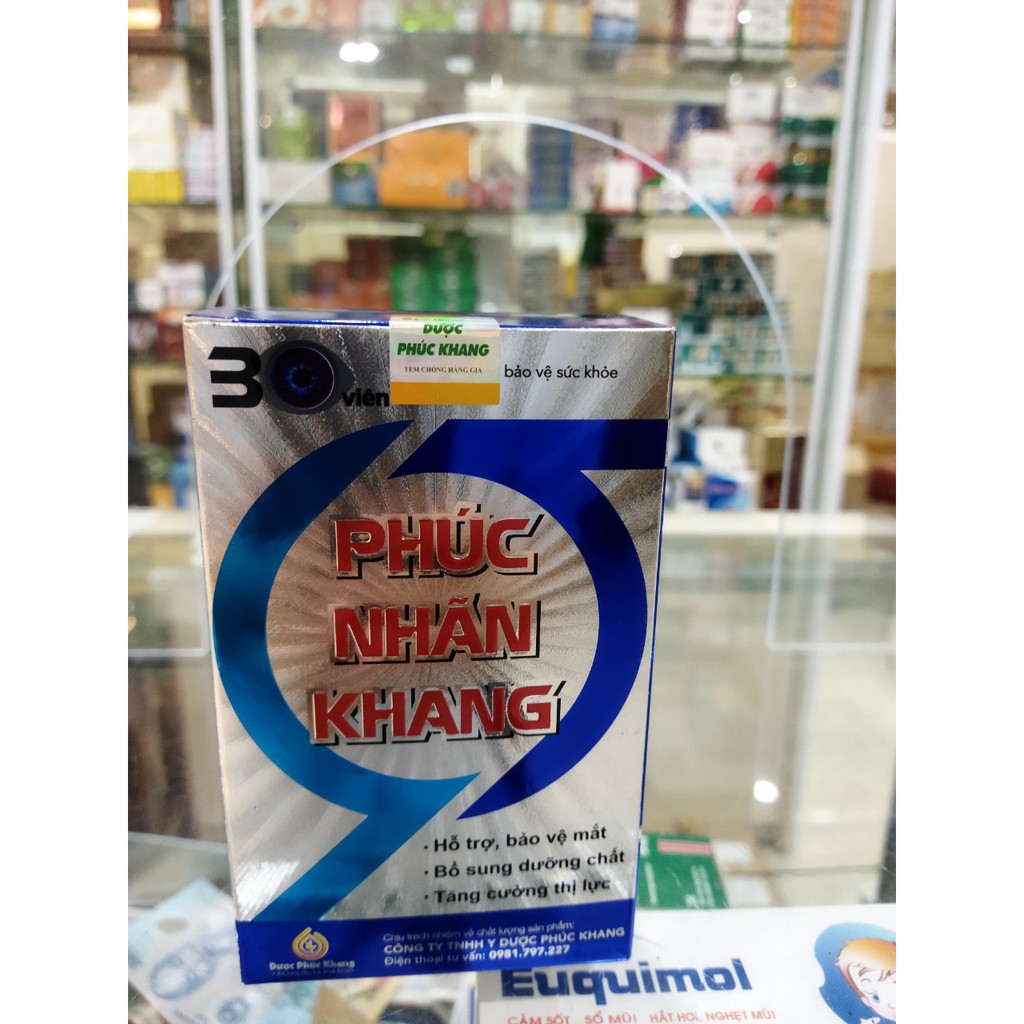 30 viên
DƯỢC
PHÚC KHANG
TEM CHỐNG HÀNG GIẢ
bảo vệ sức khỏe
PHÚC
NHÃN
KHANG
• Hỗ trợ, bảo vệ mắt
• Bổ sung dưỡng chất
• Tăng cường thị lực
Chịu trách nhiệm về chất lượng sản phẩm:
CÔNG TY TNHH Y DƯỢC PHÚC KHANG
Điện thoại tư vấn: 0981.797.227
Dược Phúc Khang
Euquimol
CẢM SỐT SỔ MŨI HẮT HƠI, NGHẸT MŨI